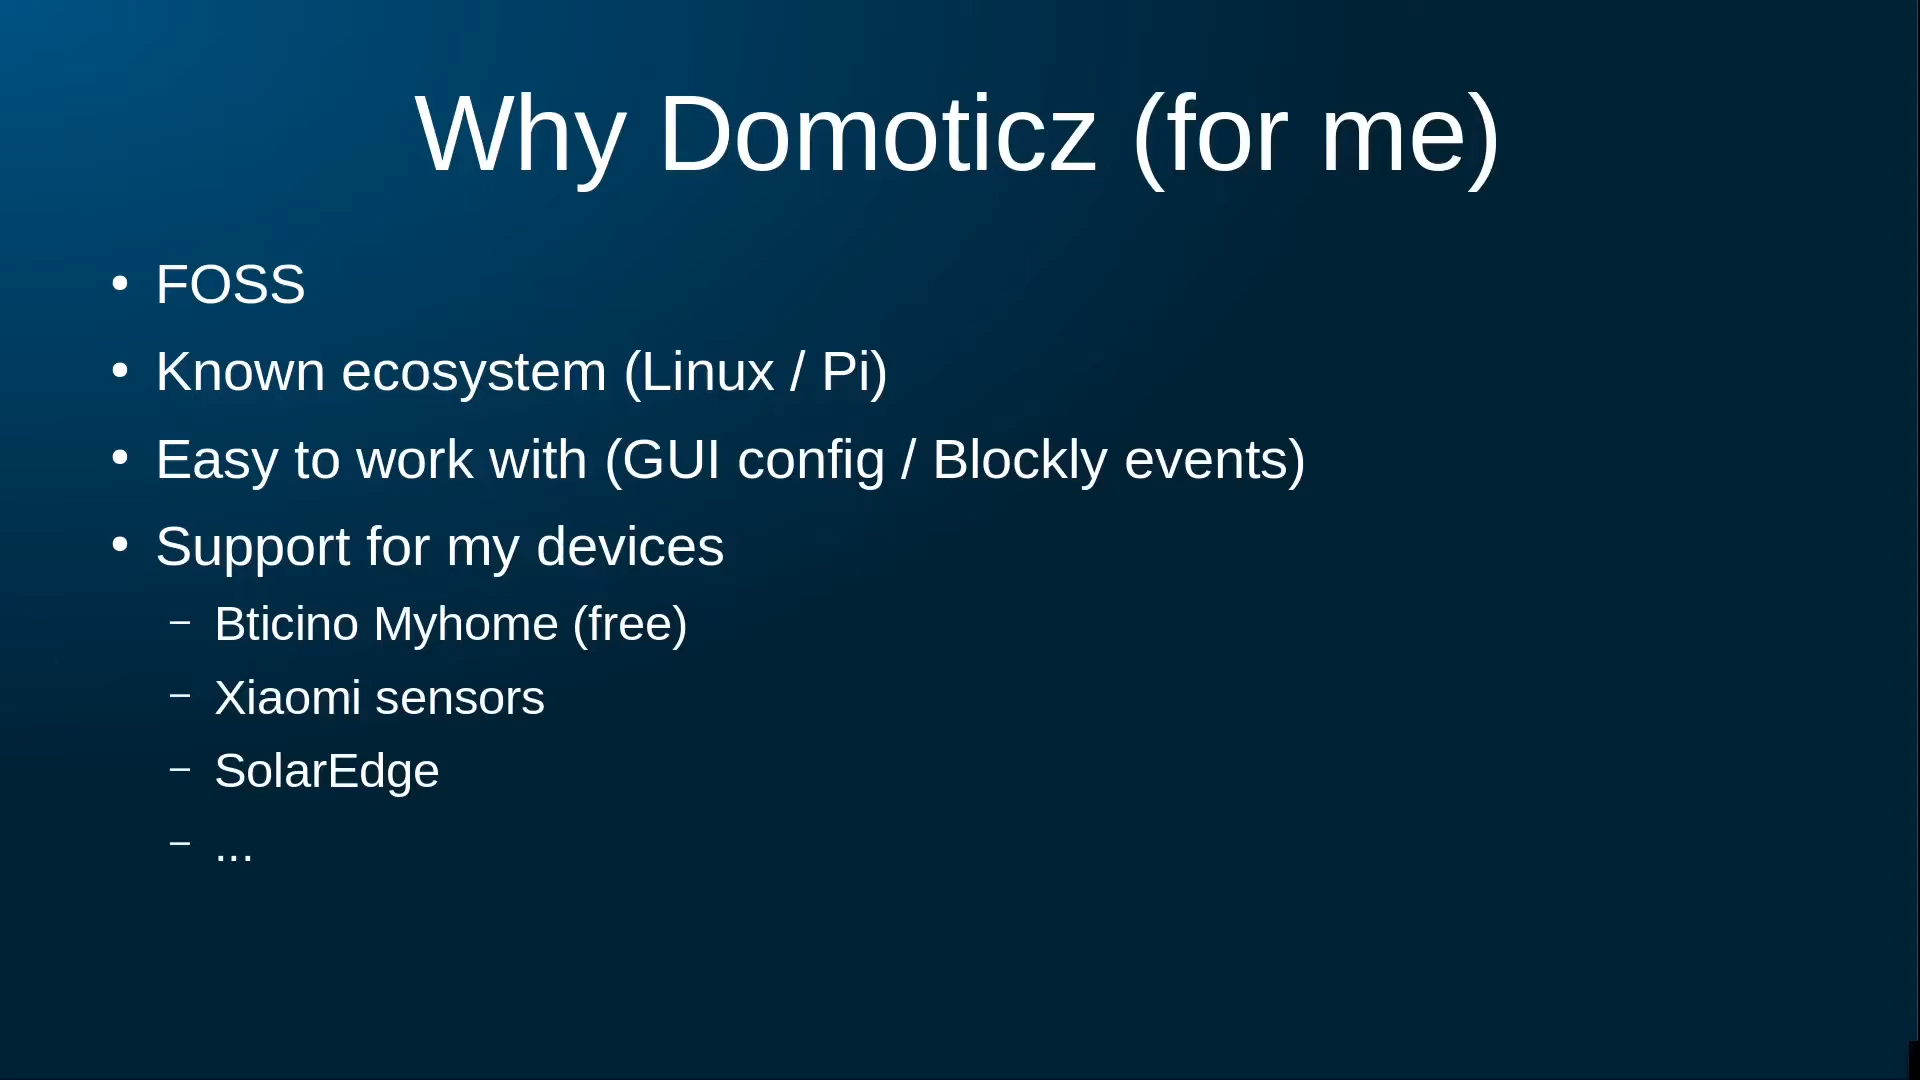 Why Domoticz (for me)
• FOSS
• Known ecosystem (Linux / Pi)
• Easy to work with (GUI config / Blockly events)
• Support for my devices
– Bticino Myhome (free)
– Xiaomi sensors
– SolarEdge
– ...